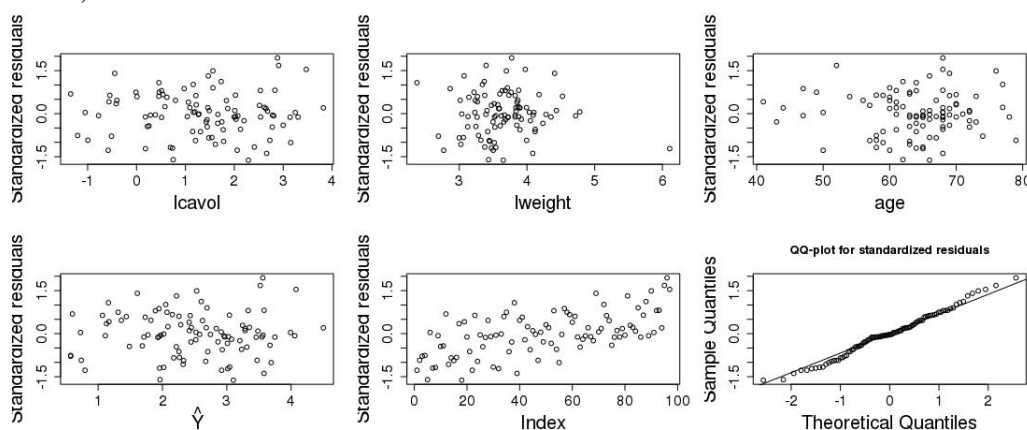 Standardized residuals
1.5
0.0
-1.5
-1 0 1 2 3 4
lcavol
Standardized residuals
1.5
0.0
-1.5
3 4 5 6
lweight
Standardized residuals
1.5
0.0
-1.5
40 50 60 70 80
age
Standardized residuals
1.5
0.0
-1.5
1 2 3 4
Ŷ
Standardized residuals
1.5
0.0
-1.5
0 20 40 60 80 100
Index
QQ-plot for standardized residuals
Sample Quantiles
1.5
0.0
-1.5
-2 -1 0 1 2
Theoretical Quantiles